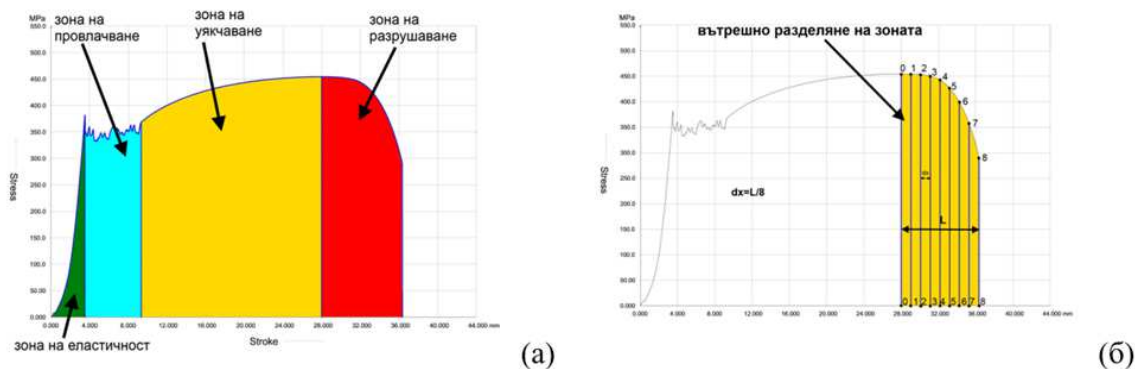 MPa
550.0
500.0
450.0
400.0
350.0
300.0
250.0
200.0
150.0
100.0
50.00
0.000
Stress
зона на
провлачване
зона на
уякчаване
зона на
разрушаване
0.000 4.000 8.000 12.000 16.000 20.000 24.000 28.000 32.000 36.000 40.000 44.000 mm
зона на еластичност
Stroke
(а)
MPa
550.0
500.0
450.0
400.0
350.0
300.0
250.0
200.0
150.0
100.0
50.00
0.000
Stress
вътрешно разделяне на зоната
0 1 2 3 4 5 6 7 8
dx=L/8
L
0 1 2 3 4 5 6 7 8
0.000 4.000 8.000 12.000 16.000 20.000 24.000 28.000 32.000 36.000 40.000 44.000 mm
(б)